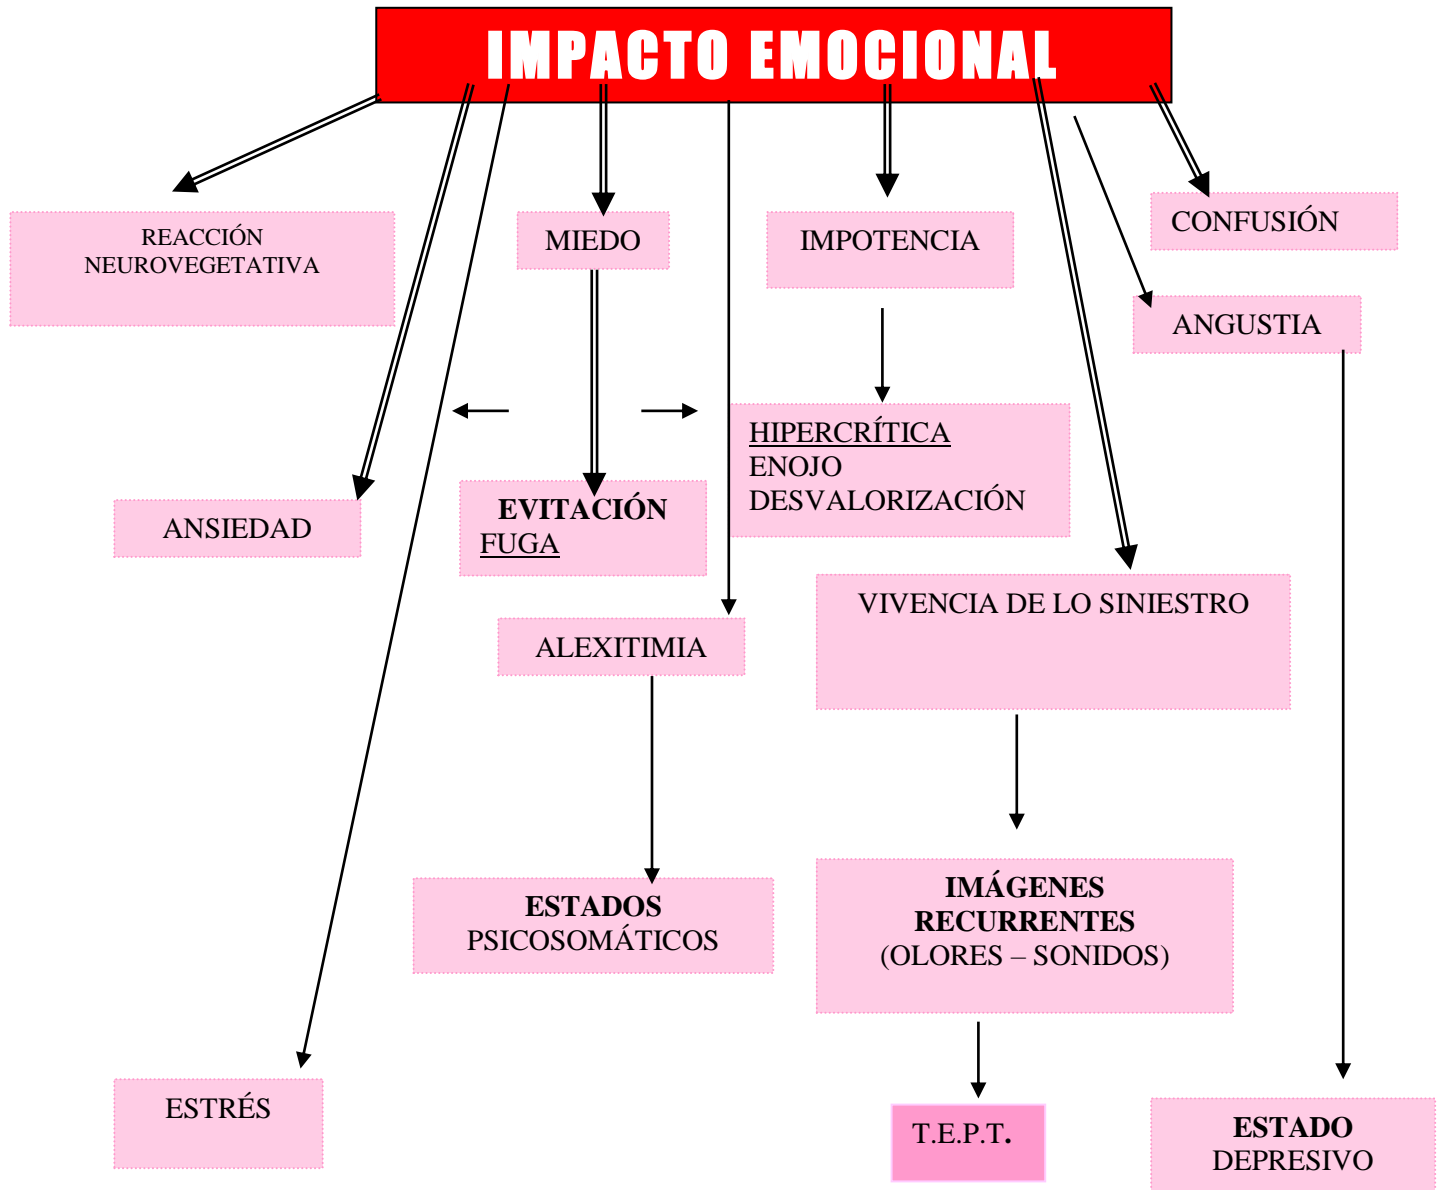 IMPACTO EMOCIONAL
REACCIÓN
NEUROVEGETATIVA
MIEDO
IMPOTENCIA
CONFUSIÓN
ANGUSTIA
HIPERCRÍTICA
ENOJO
DESVALORIZACIÓN
ANSIEDAD
EVITACIÓN
FUGA
VIVENCIA DE LO SINIESTRO
ALEXITIMIA
ESTADOS
PSICOSOMÁTICOS
IMÁGENES
RECURRENTES
(OLORES – SONIDOS)
ESTRÉS
T.E.P.T.
ESTADO
DEPRESIVO